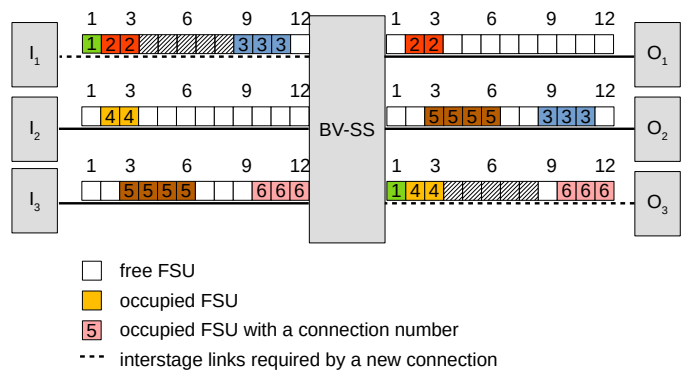 1 3 6 9 12 1 3 6 9 12
I1 1 2 2 3 3 3 2 2 O1
1 3 6 9 12 1 3 6 9 12
I2 4 4 BV-SS 5 5 5 5 3 3 3 O2
1 3 6 9 12 1 3 6 9 12
I3 5 5 5 5 6 6 6 1 4 4 6 6 6 O3
free FSU
occupied FSU
5 occupied FSU with a connection number
interstage links required by a new connection